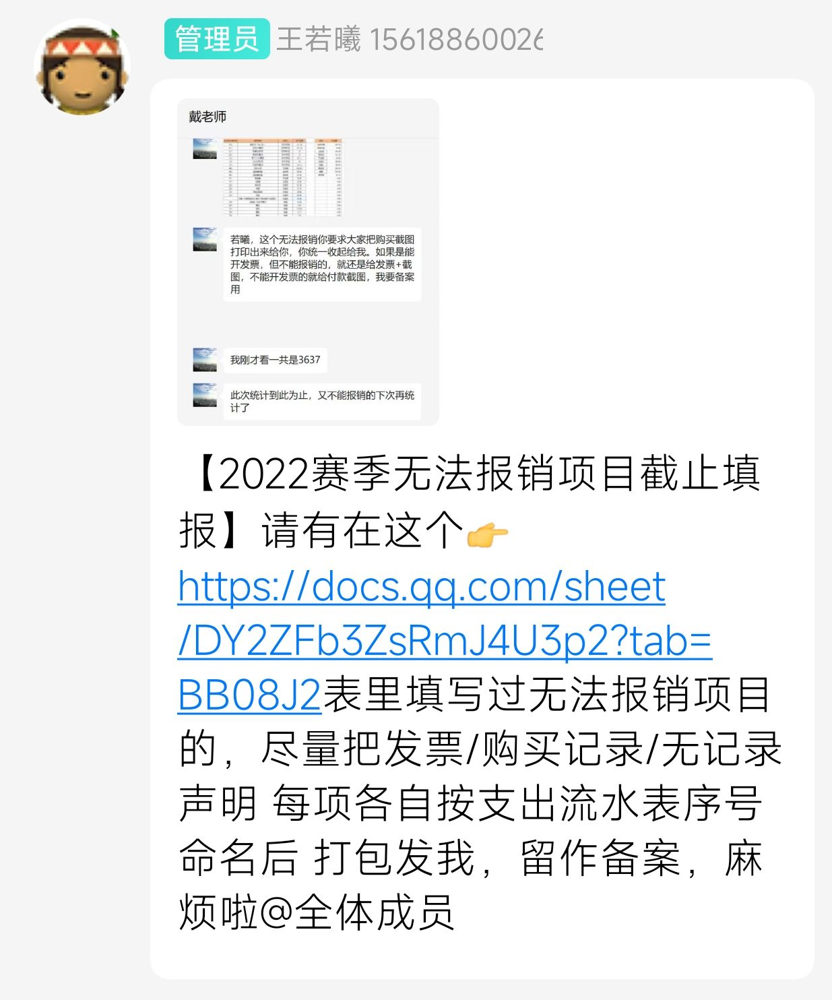 管理员 王若曦 1561886002
戴老师
若曦，这个无法报销你要求大家把购买截图
打印出来给你，你统一收起给我。如果是能
开发票，但不能报销的，就还是给发票+截
图，不能开发票的就给付款截图，我要备案
用
我刚才看一共是3637
此次统计到此为止，又不能报销的下次再统
计了
【2022赛季无法报销项目截止填
报】请有在这个👉
https://docs.qq.com/sheet
/DY2ZFb3ZsRmJ4U3p2?tab=
BB08J2表里填写过无法报销项目
的，尽量把发票/购买记录/无记录
声明 每项各自按支出流水表序号
命名后 打包发我，留作备案，麻
烦啦@全体成员